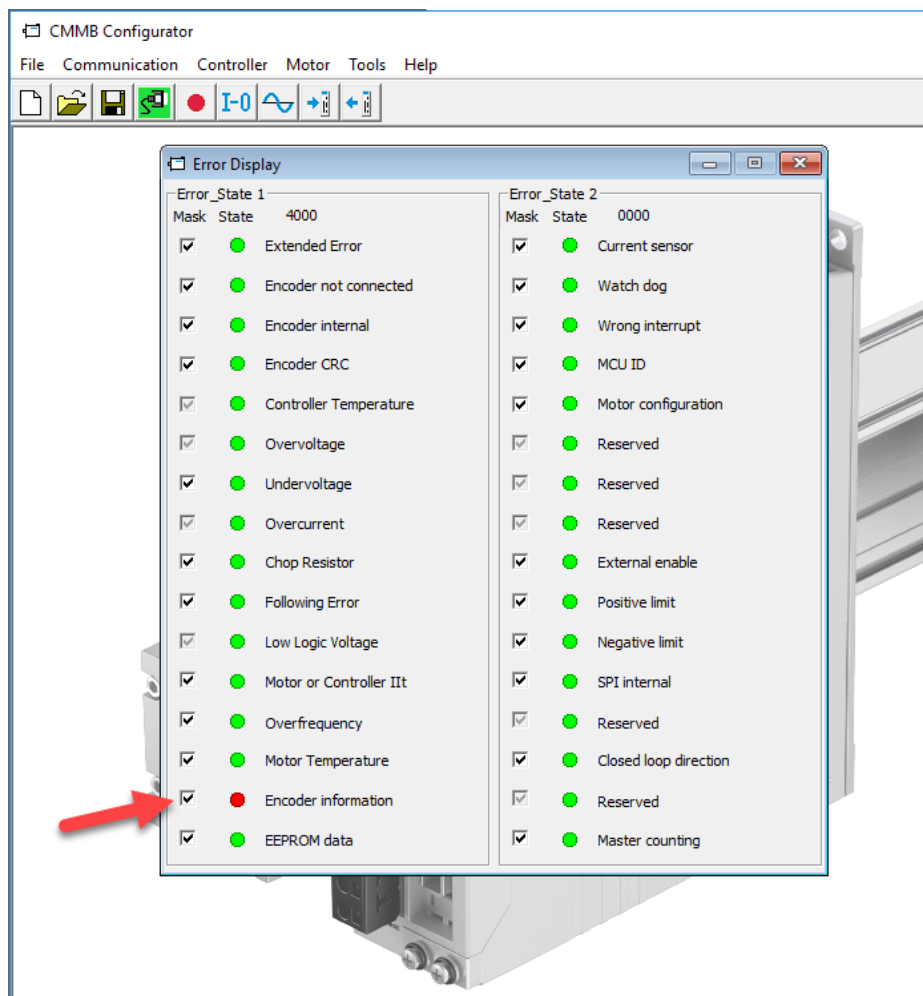 CMMB Configurator
File Communication Controller Motor Tools Help
I-0
Error Display
Error_State 1
Mask State 4000
Extended Error
Encoder not connected
Encoder internal
Encoder CRC
Controller Temperature
Overvoltage
Undervoltage
Overcurrent
Chop Resistor
Following Error
Low Logic Voltage
Motor or Controller IIt
Overfrequency
Motor Temperature
Encoder information
EEPROM data
Error_State 2
Mask State 0000
Current sensor
Watch dog
Wrong interrupt
MCU ID
Motor configuration
Reserved
Reserved
Reserved
External enable
Positive limit
Negative limit
SPI internal
Reserved
Closed loop direction
Reserved
Master counting